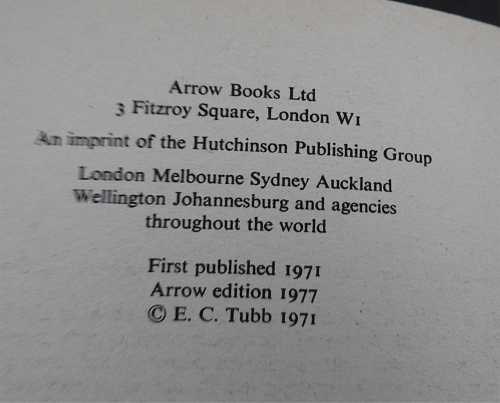 Arrow Books Ltd
3 Fitzroy Square, London W1
An imprint of the Hutchinson Publishing Group
London Melbourne Sydney Auckland
Wellington Johannesburg and agencies
throughout the world
First published 1971
Arrow edition 1977
© E. C. Tubb 1971